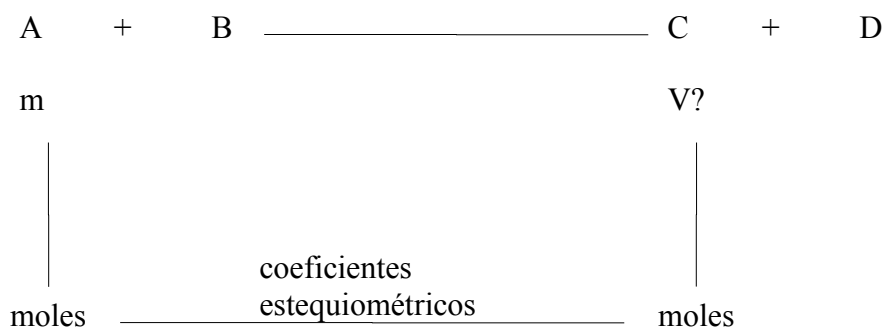 A + B C + D
m V?
coeficientes
estequiométricos
moles moles